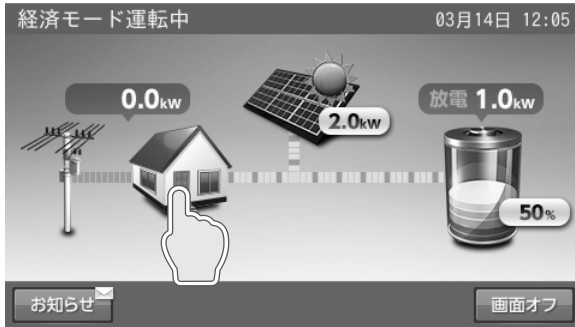 経済モード運転中
03月14日 12:05
0.0kw
2.0kw
放電 1.0kw
50%
お知らせ
画面オフ